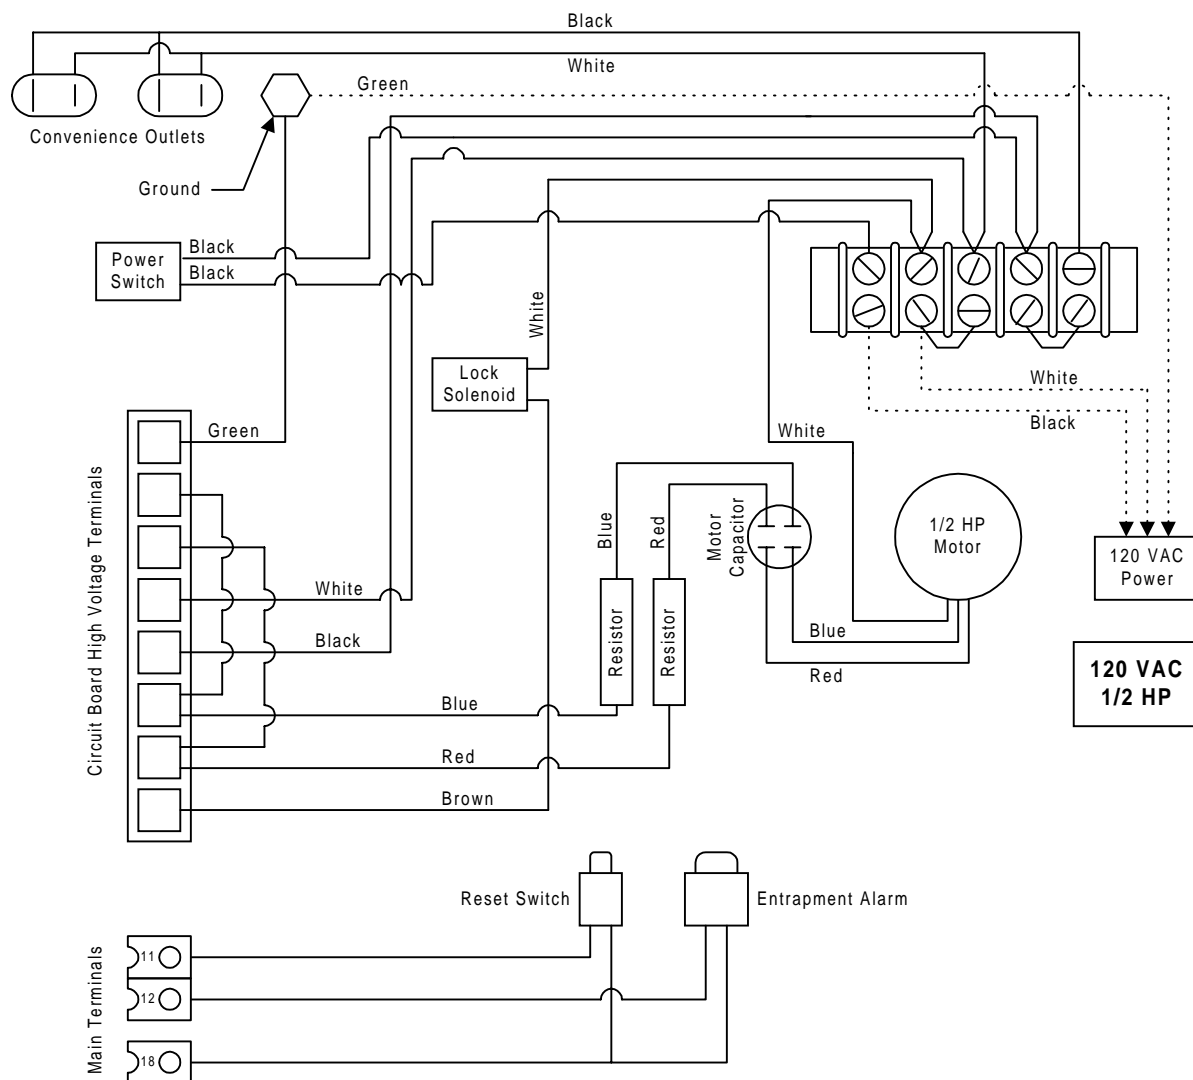 Black
White
Green
Convenience Outlets
Ground
Power
Switch
Black
Black
White
Lock
Solenoid
White
Black
Green
White
Circuit Board High Voltage Terminals
White
Black
Blue
Red
Motor
Capacitor
1/2 HP
Motor
120 VAC
Power
Resistor
Resistor
Blue
Red
120 VAC
1/2 HP
Blue
Red
Brown
Reset Switch
Entrapment Alarm
Main Terminals
11
12
18